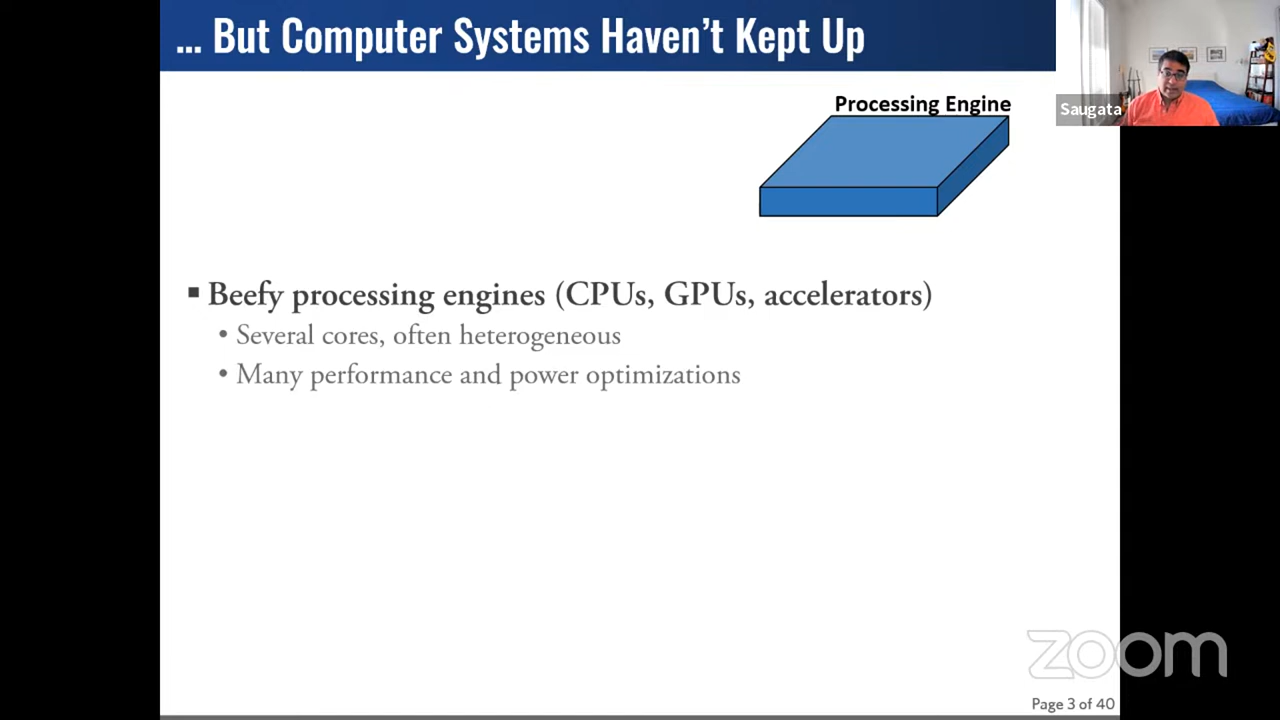 ... But Computer Systems Haven't Kept Up
Processing Engine
Saugata
▪ Beefy processing engines (CPUs, GPUs, accelerators)
• Several cores, often heterogeneous
• Many performance and power optimizations
zoom
Page 3 of 40